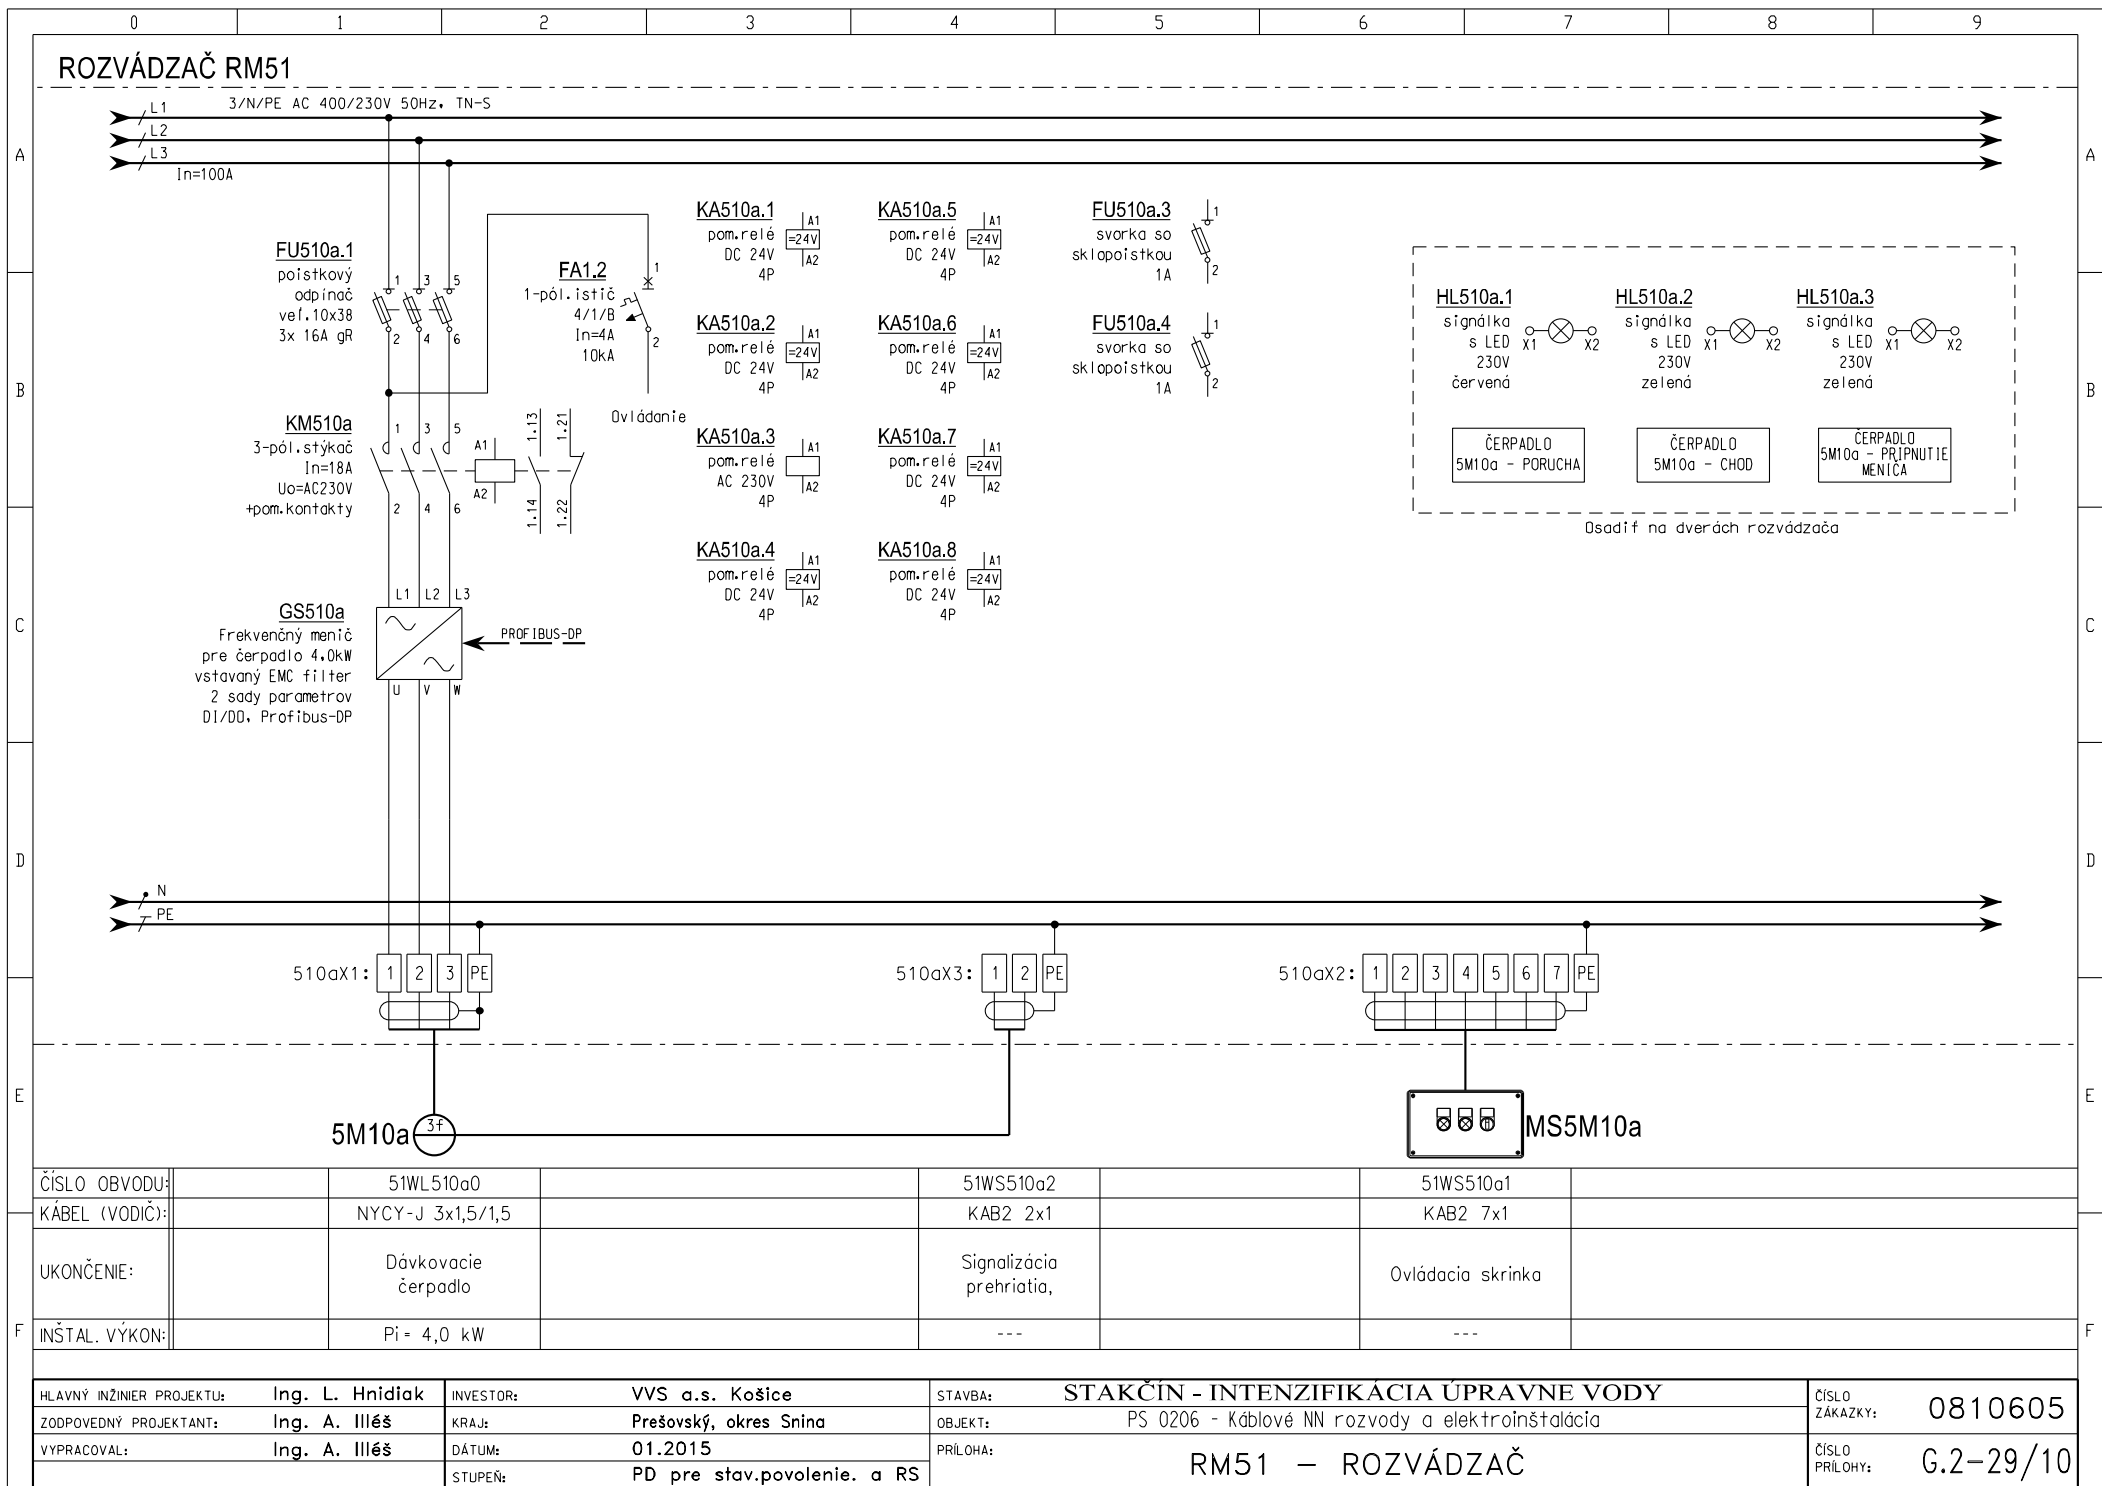 0 1 2 3 4 5 6 7 8 9
ROZVÁDZAČ RM51
L1 3/N/PE AC 400/230V 50Hz, TN-S
L2
L3
In=100A
A A
B B
C C
D D
E E
F F
FU510a.1
poistkový
odpínač
veľ.10x38
3x 16A gR
1 3 5
2 4 6
FA1.2
1-pól.istič
4/1/B
In=4A
10kA
1
2
Ovládanie
KM510a
3-pól.stýkač
In=18A
Uo=AC230V
+pom.kontakty
1 3 5
2 4 6
A1
A2
1.13 1.21
1.14 1.22
GS510a
Frekvenčný menič
pre čerpadlo 4.0kW
vstavaný EMC filter
2 sady parametrov
DI/DO, Profibus-DP
L1 L2 L3
U V W
PROFIBUS-DP
KA510a.1
pom.relé
DC 24V
4P
A1
=24V
A2
KA510a.2
pom.relé
DC 24V
4P
A1
=24V
A2
KA510a.3
pom.relé
AC 230V
4P
A1
A2
KA510a.4
pom.relé
DC 24V
4P
A1
=24V
A2
KA510a.5
pom.relé
DC 24V
4P
A1
=24V
A2
KA510a.6
pom.relé
DC 24V
4P
A1
=24V
A2
KA510a.7
pom.relé
DC 24V
4P
A1
=24V
A2
KA510a.8
pom.relé
DC 24V
4P
A1
=24V
A2
FU510a.3
svorka so
sklopoistkou
1A
1
2
FU510a.4
svorka so
sklopoistkou
1A
1
2
HL510a.1
signálka
s LED
230V
červená
X1 X2
HL510a.2
signálka
s LED
230V
zelená
X1 X2
HL510a.3
signálka
s LED
230V
zelená
X1 X2
ČERPADLO
5M10a - PORUCHA
ČERPADLO
5M10a - CHOD
ČERPADLO
5M10a - PRIPNUTIE
MENIČA
Osadiť na dverách rozvádzača
N
PE
510aX1: 1 2 3 PE
510aX3: 1 2 PE
510aX2: 1 2 3 4 5 6 7 PE
5M10a 3f
MS5M10a
ČÍSLO OBVODU: 51WL510a0 51WS510a2 51WS510a1
KÁBEL (VODIČ): NYCY-J 3x1,5/1,5 KAB2 2x1 KAB2 7x1
UKONČENIE: Dávkovacie
čerpadlo
Signalizácia
prehriatia,
Ovládacia skrinka
INŠTAL. VÝKON: Pi = 4,0 kW --- ---
HLAVNÝ INŽINIER PROJEKTU: Ing. L. Hnidiak
ZODPOVEDNÝ PROJEKTANT: Ing. A. Illéš
VYPRACOVAL: Ing. A. Illéš
INVESTOR: VVS a.s. Košice
KRAJ: Prešovský, okres Snina
DÁTUM: 01.2015
STUPEŇ: PD pre stav.povolenie. a RS
STAVBA: STAKČÍN - INTENZIFIKÁCIA ÚPRAVNE VODY
OBJEKT: PS 0206 - Káblové NN rozvody a elektroinštalácia
PRÍLOHA: RM51 – ROZVÁDZAČ
ČÍSLO
ZÁKAZKY: 0810605
ČÍSLO
PRÍLOHY: G.2-29/10